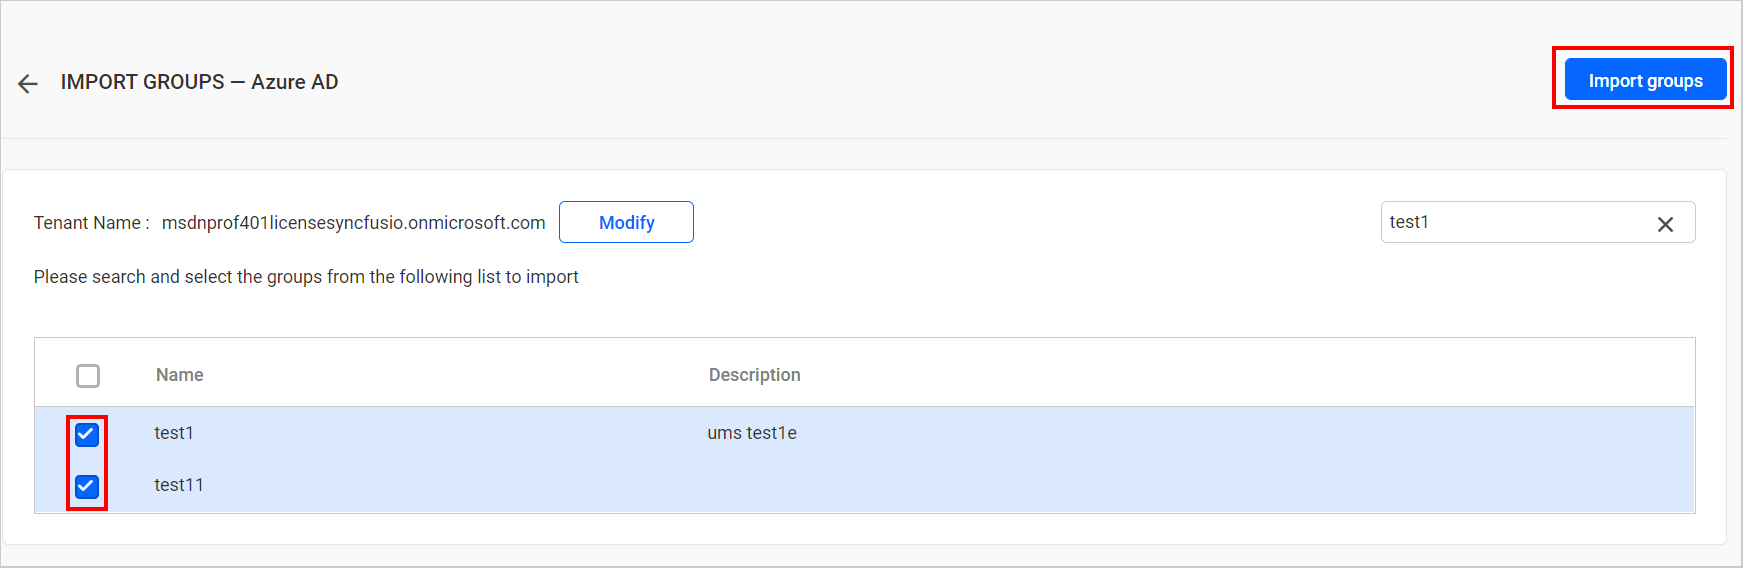 IMPORT GROUPS — Azure AD
Import groups
Tenant Name : msdnprof401licensesyncfusio.onmicrosoft.com Modify
test1
Please search and select the groups from the following list to import
Name Description
test1 ums test1e
test11